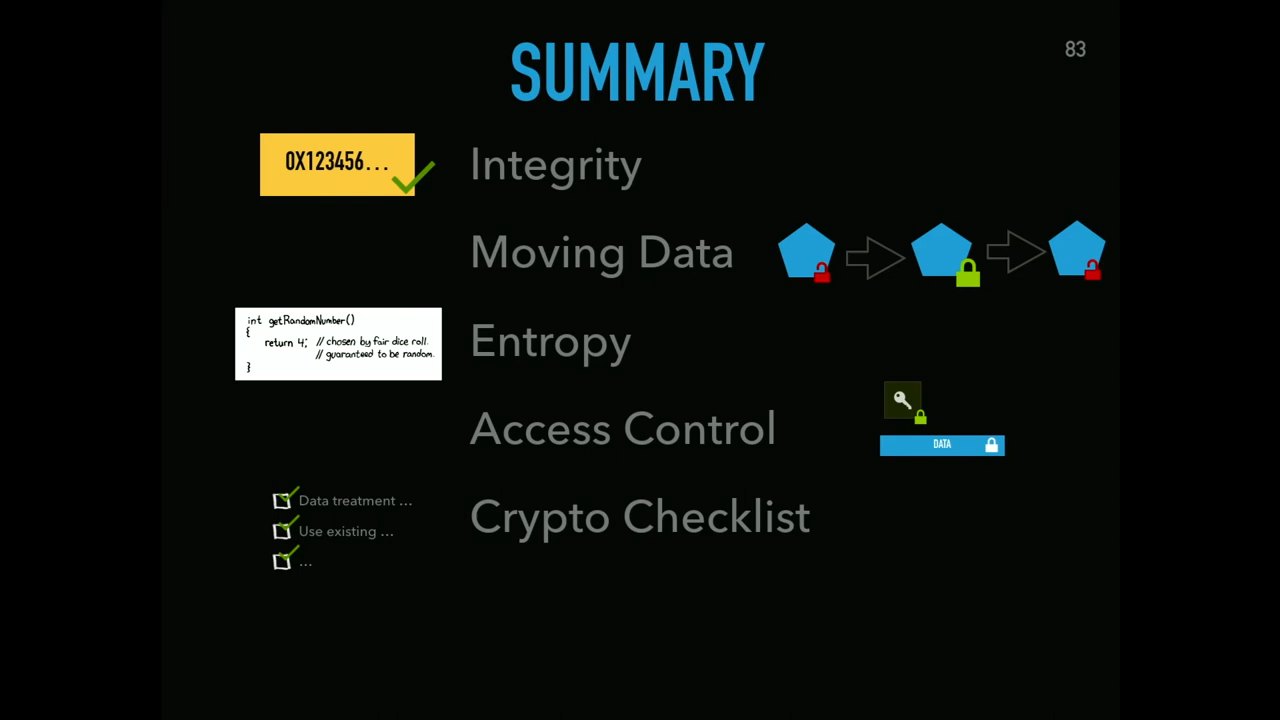 SUMMARY
83
0X123456...
Integrity
Moving Data
int getRandomNumber()
{
return 4; // chosen by fair dice roll.
// guaranteed to be random.
}
Entropy
Access Control
DATA
Data treatment ...
Use existing ...
...
Crypto Checklist